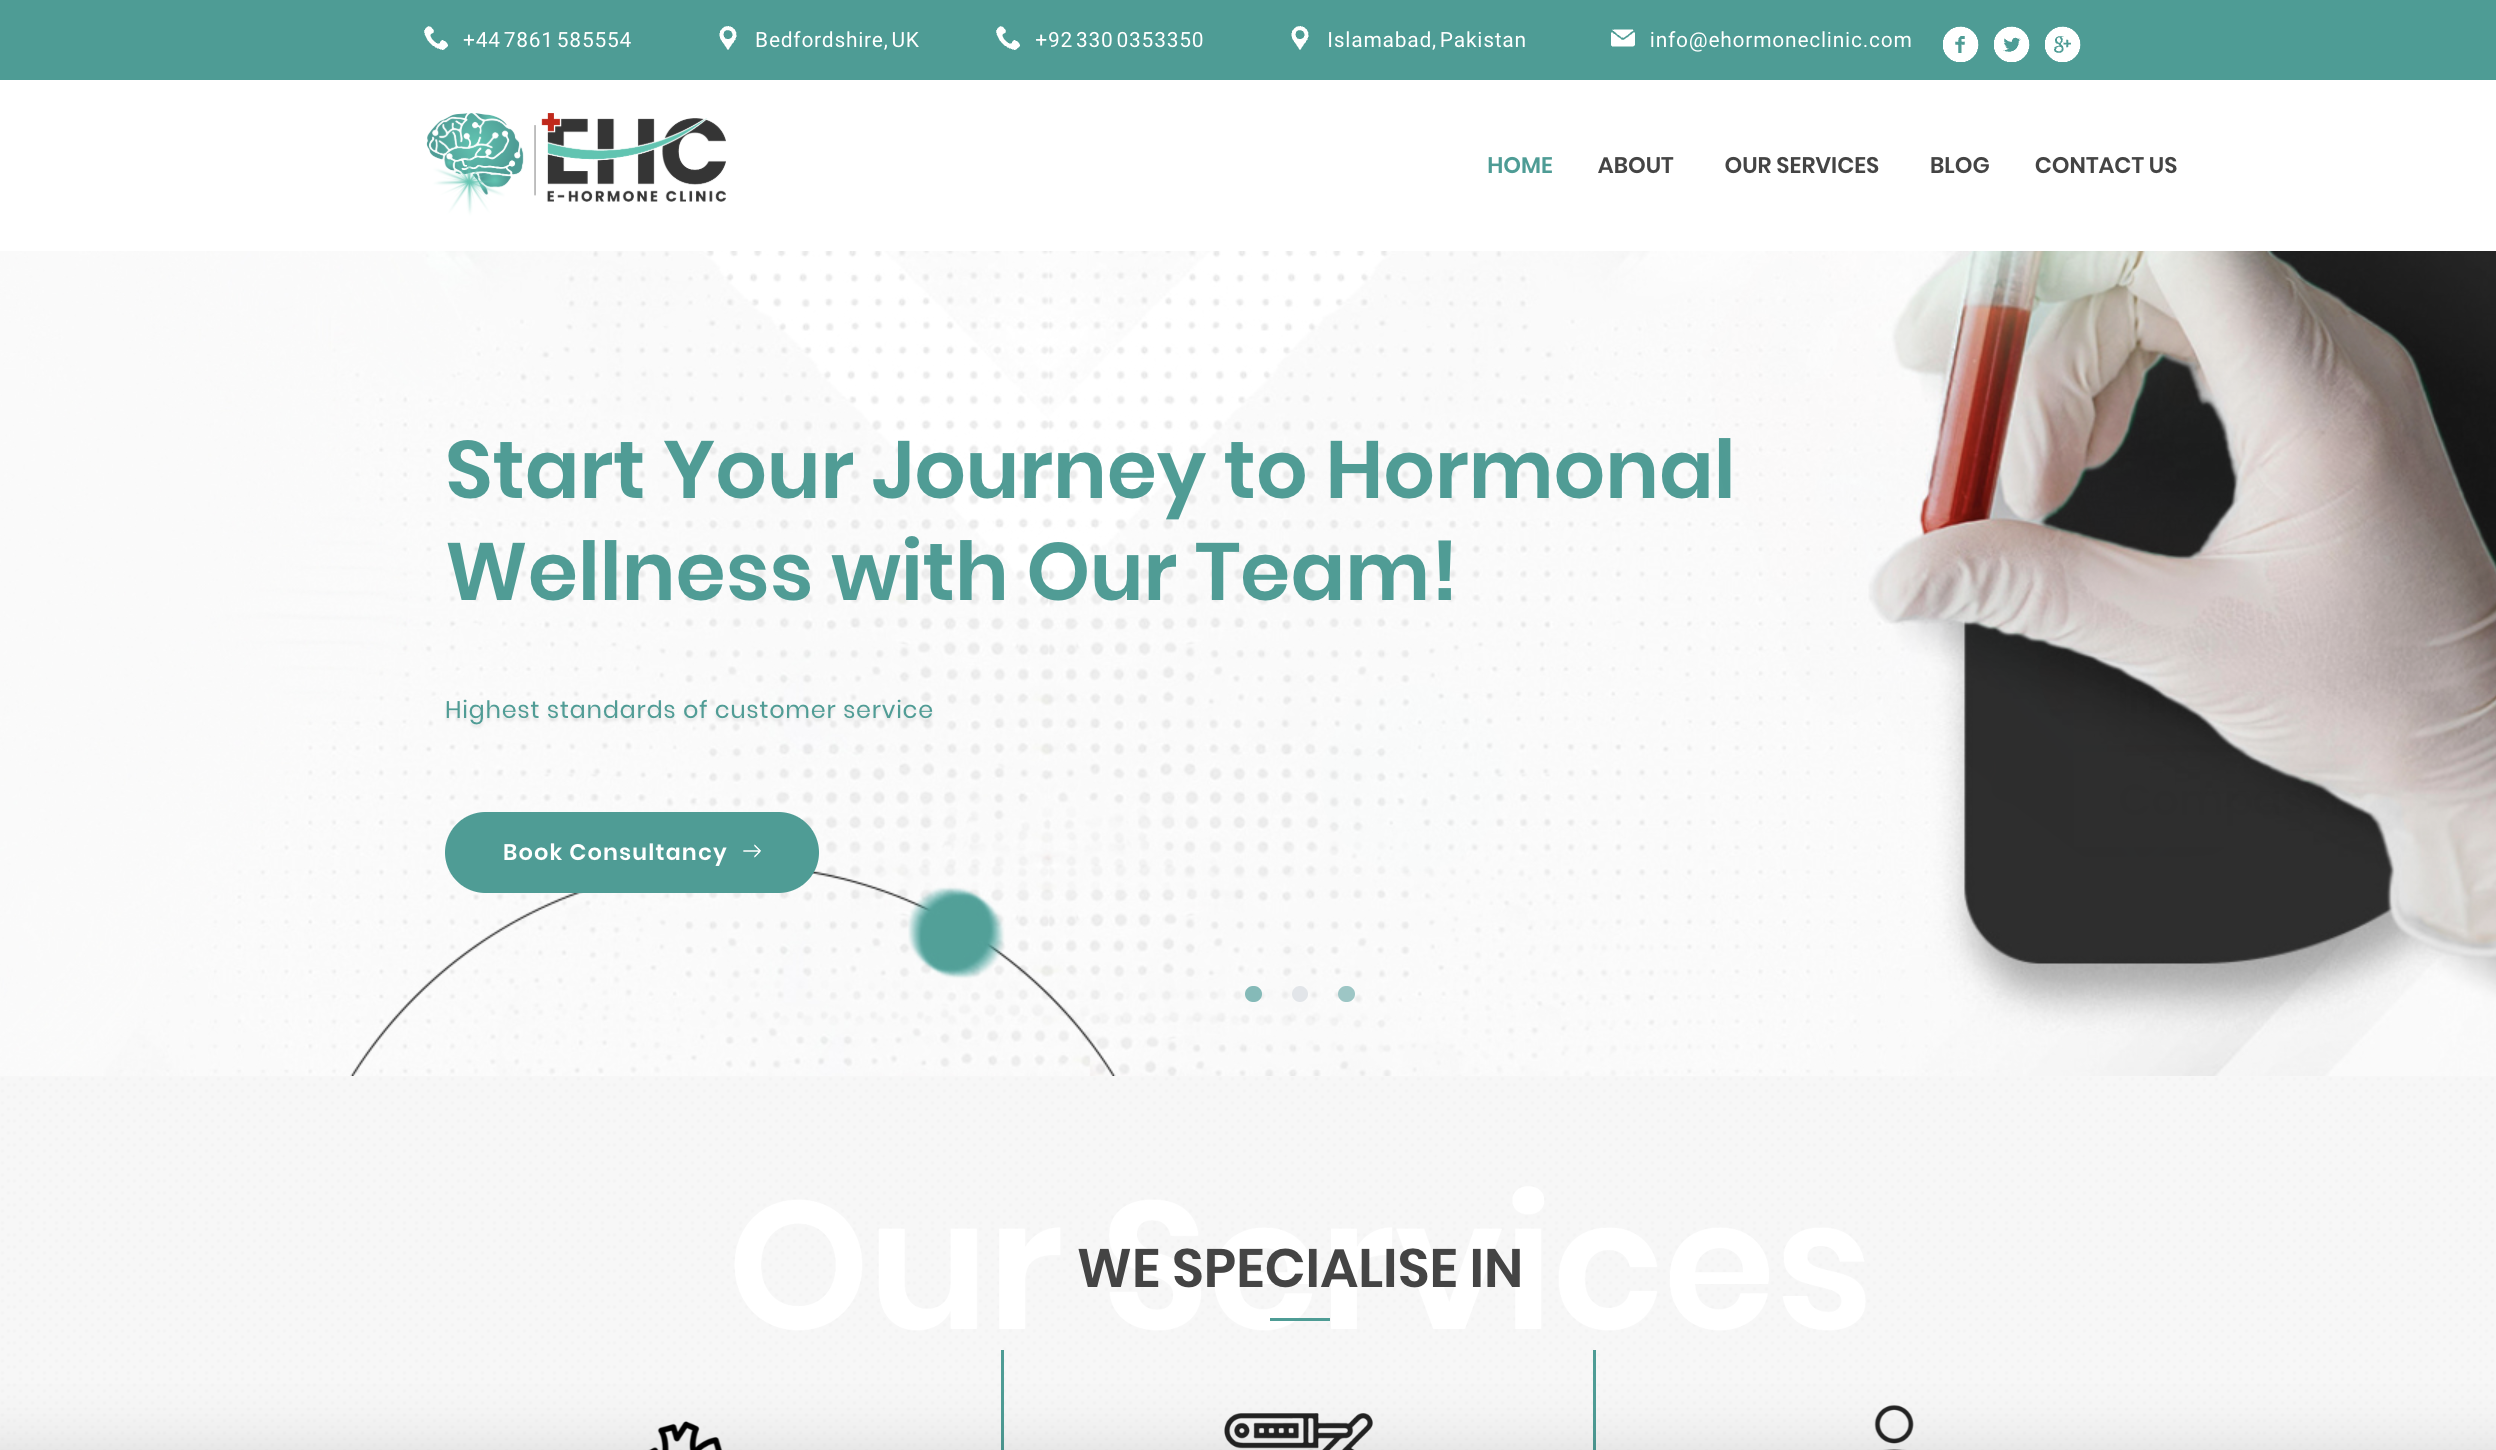 +44 7861 585554
Bedfordshire, UK
+92 330 0353350
Islamabad, Pakistan
info@ehormoneclinic.com
EHC
E-HORMONE CLINIC
HOME
ABOUT
OUR SERVICES
BLOG
CONTACT US
Start Your Journey to Hormonal
Wellness with Our Team!
Highest standards of customer service
Book Consultancy
Our Services
WE SPECIALISE IN